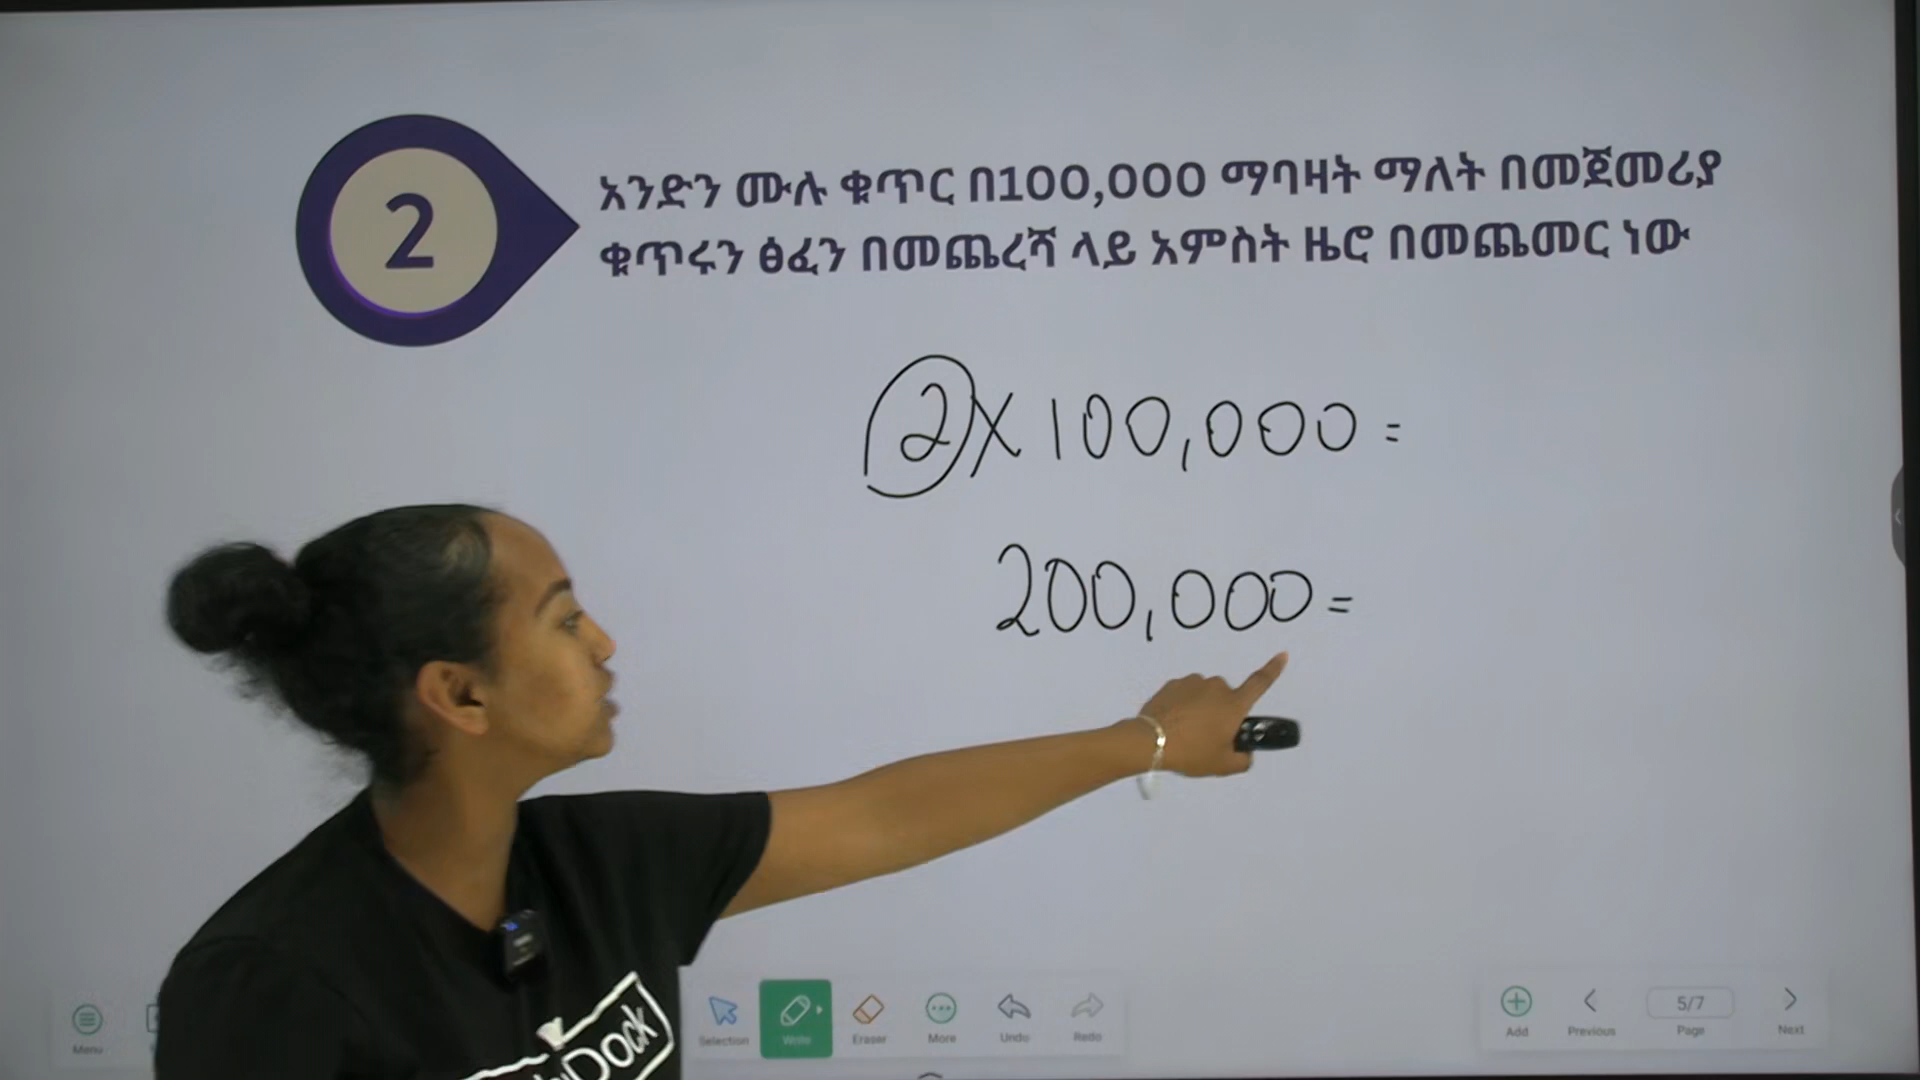 2
አንድን ሙሉ ቁጥር በ100,000 ማባዛት ማለት በመጀመሪያ
ቁጥሩን ፅፈን በመጨረሻ ላይ አምስት ዜሮ በመጨመር ነው
2 X 100,000 =
200,000 =
Dock
Menu
Selection
Write
Eraser
More
Undo
Redo
Add
Previous
5/7
Page
Next